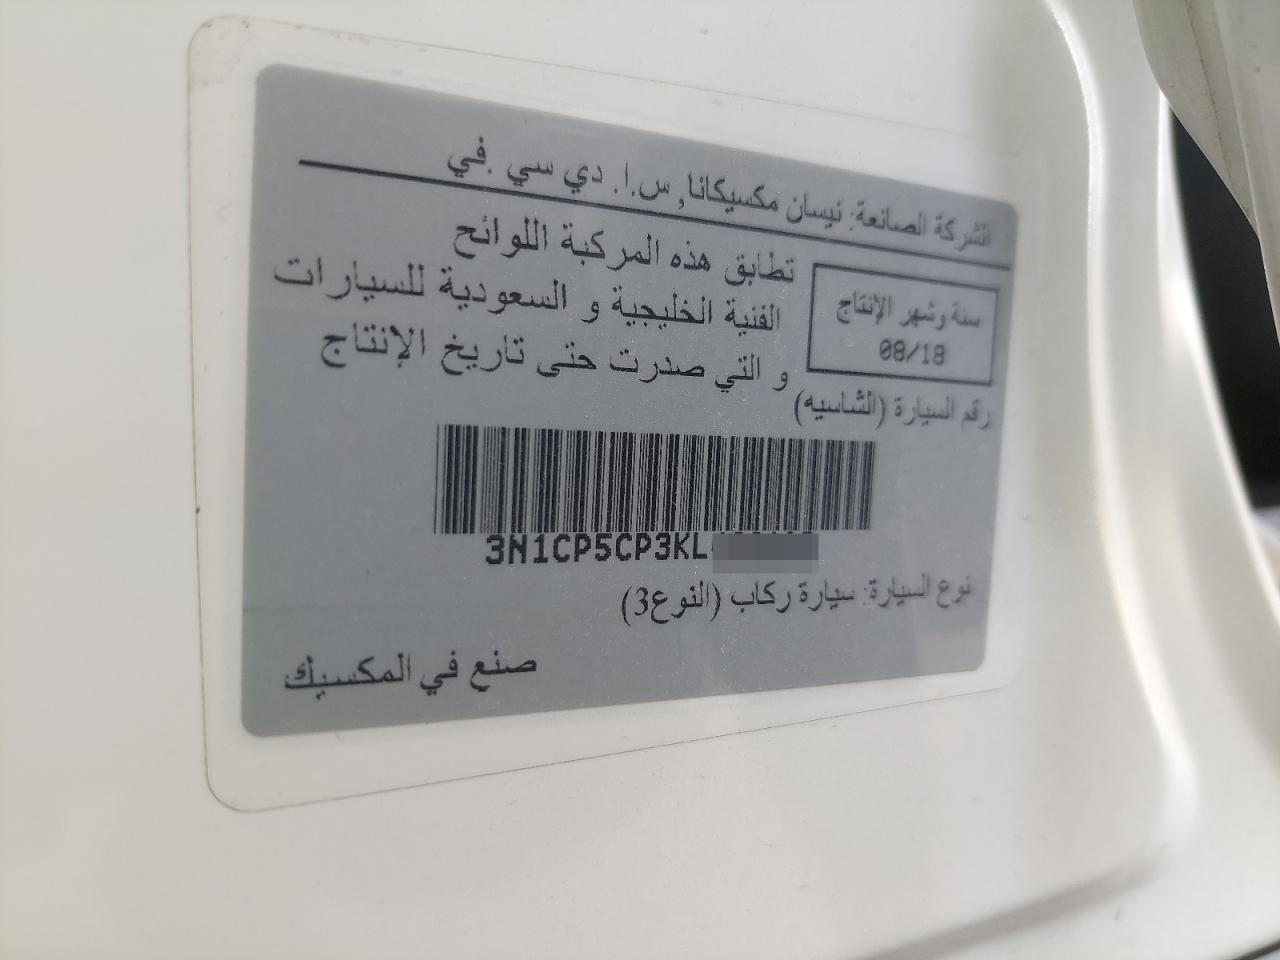 الشركة الصانعة: نيسان مكسيكانا, س.ا. دي سي .في
سنة وشهر الإنتاج
08/18
تطابق هذه المركبة اللوائح
الفنية الخليجية و السعودية للسيارات
و التي صدرت حتى تاريخ الإنتاج
رقم السيارة (الشاسيه)
3N1CP5CP3KL
نوع السيارة: سيارة ركاب (النوع3)
صنع في المكسيك